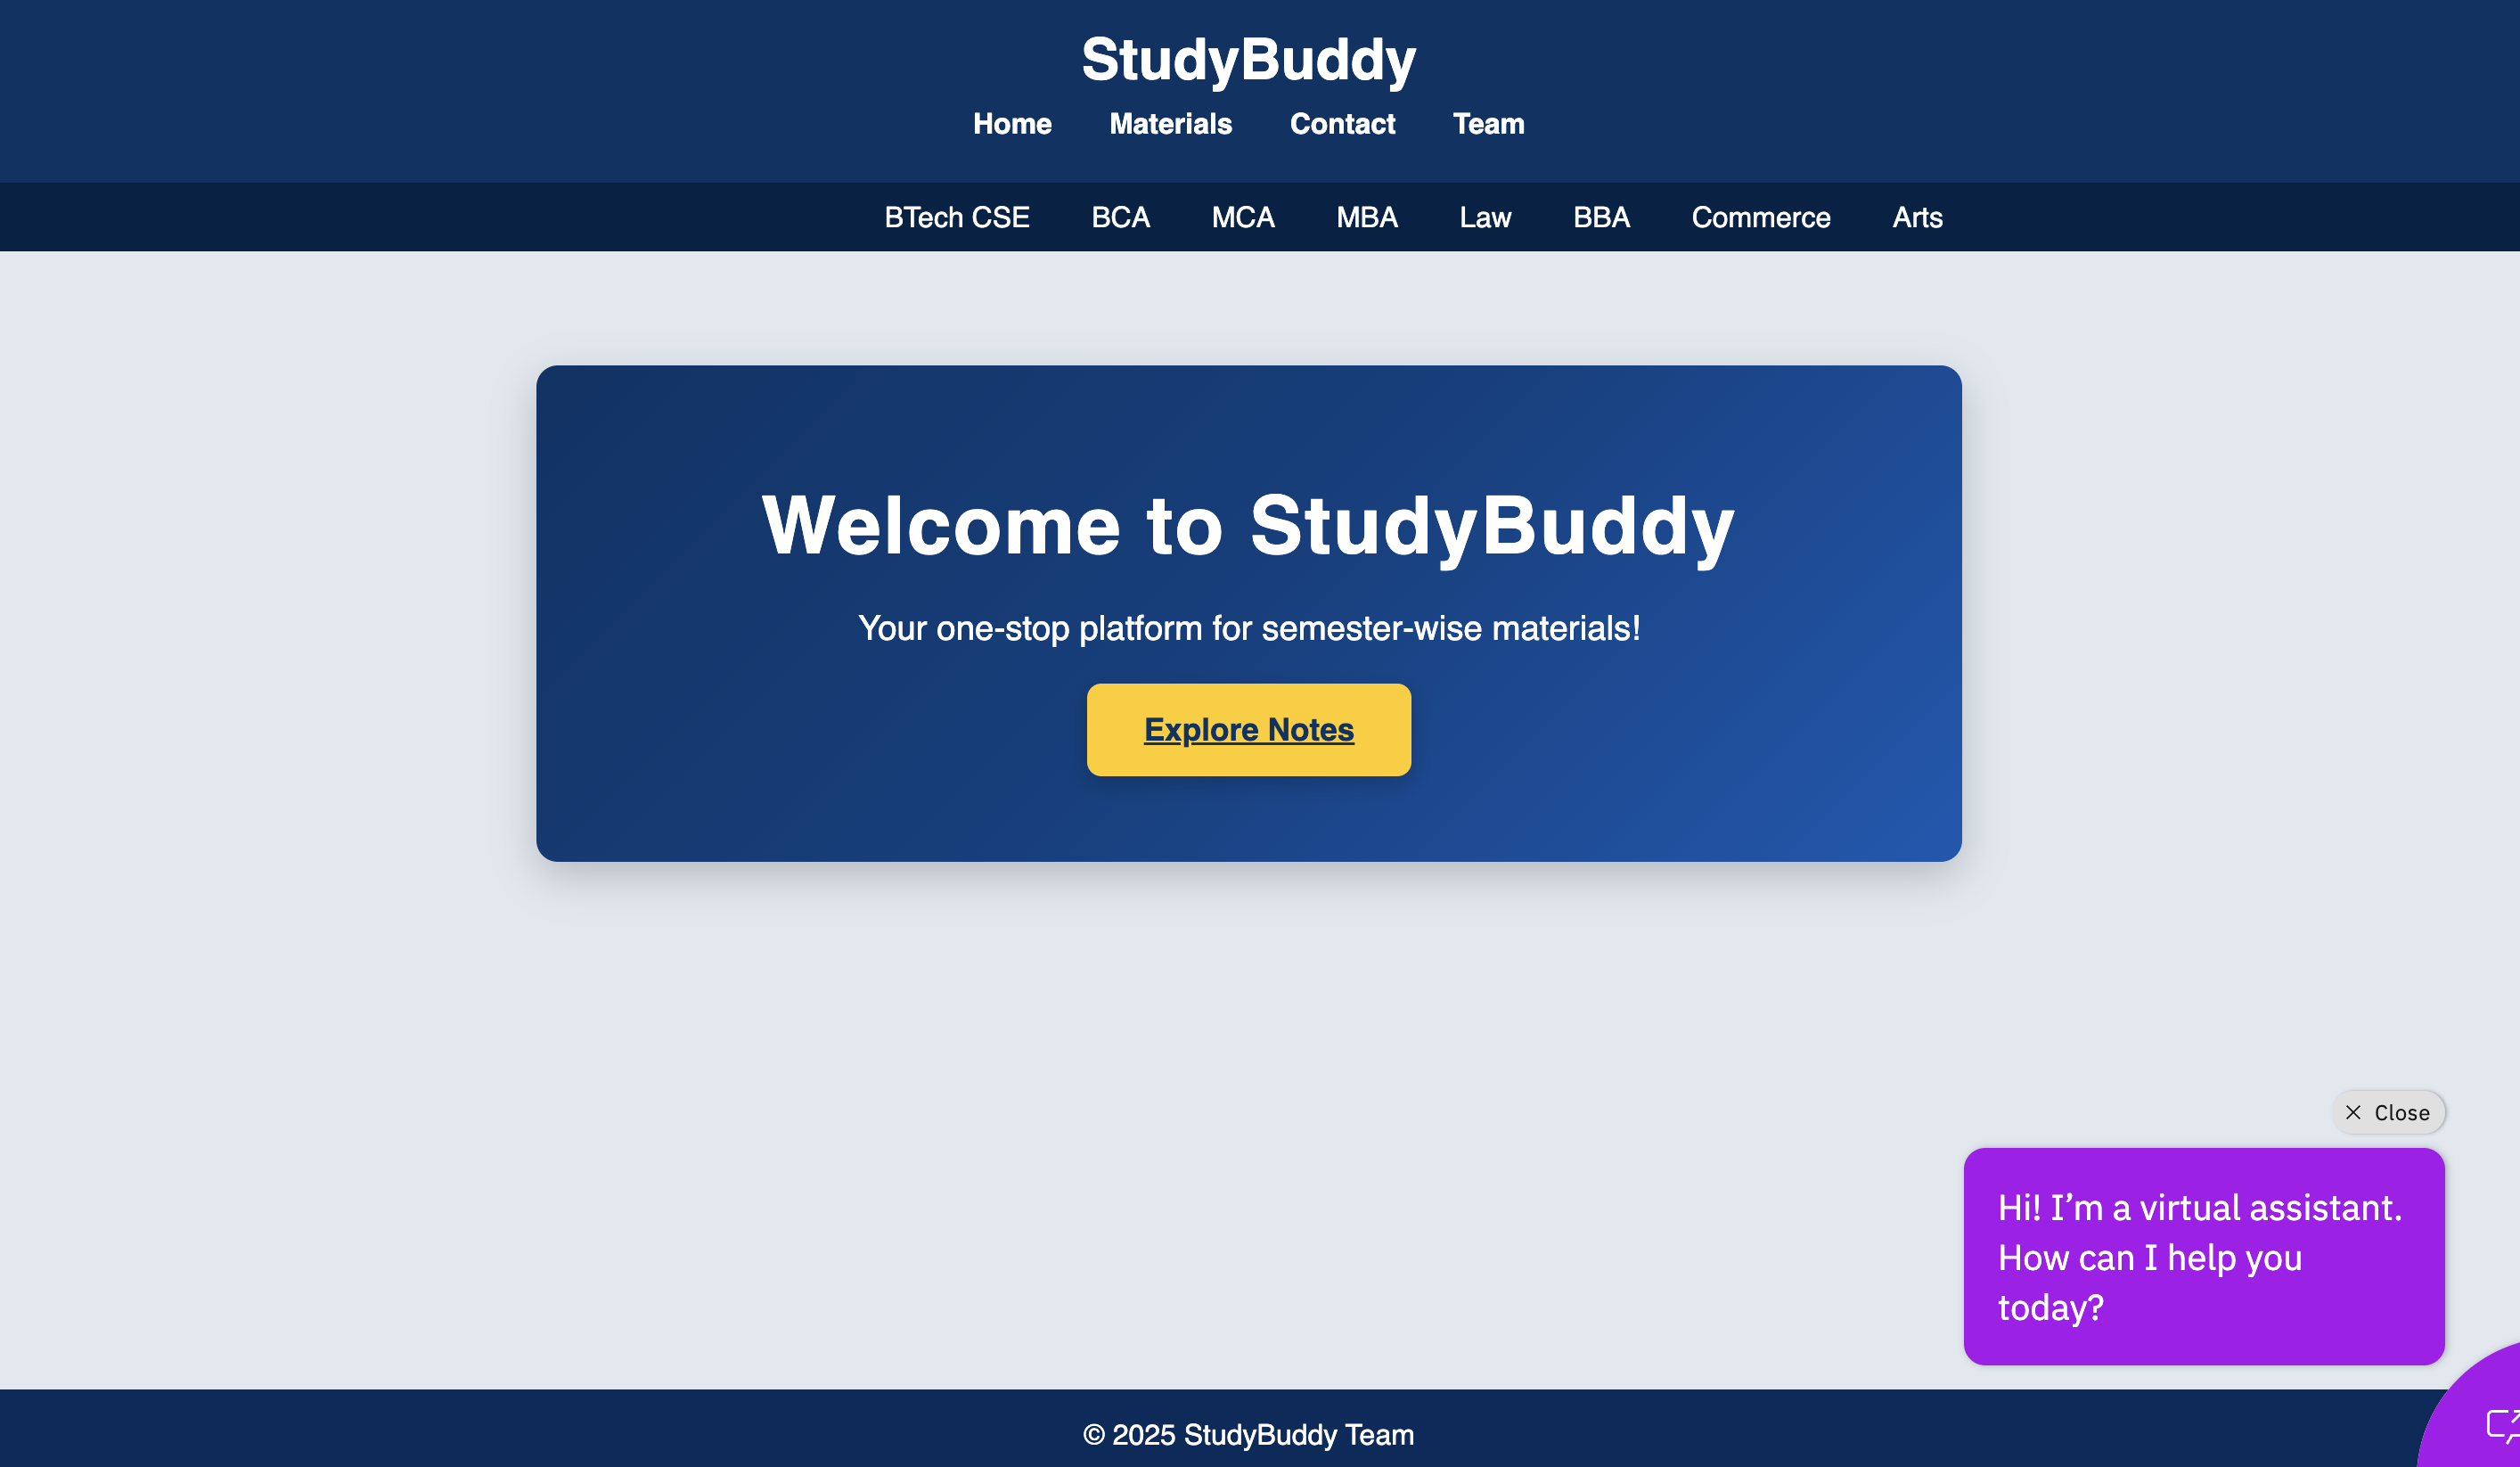 StudyBuddy
Home Materials Contact Team
BTech CSE BCA MCA MBA Law BBA Commerce Arts
Welcome to StudyBuddy
Your one-stop platform for semester-wise materials!
Explore Notes
Close
Hi! I’m a virtual assistant.
How can I help you
today?
© 2025 StudyBuddy Team